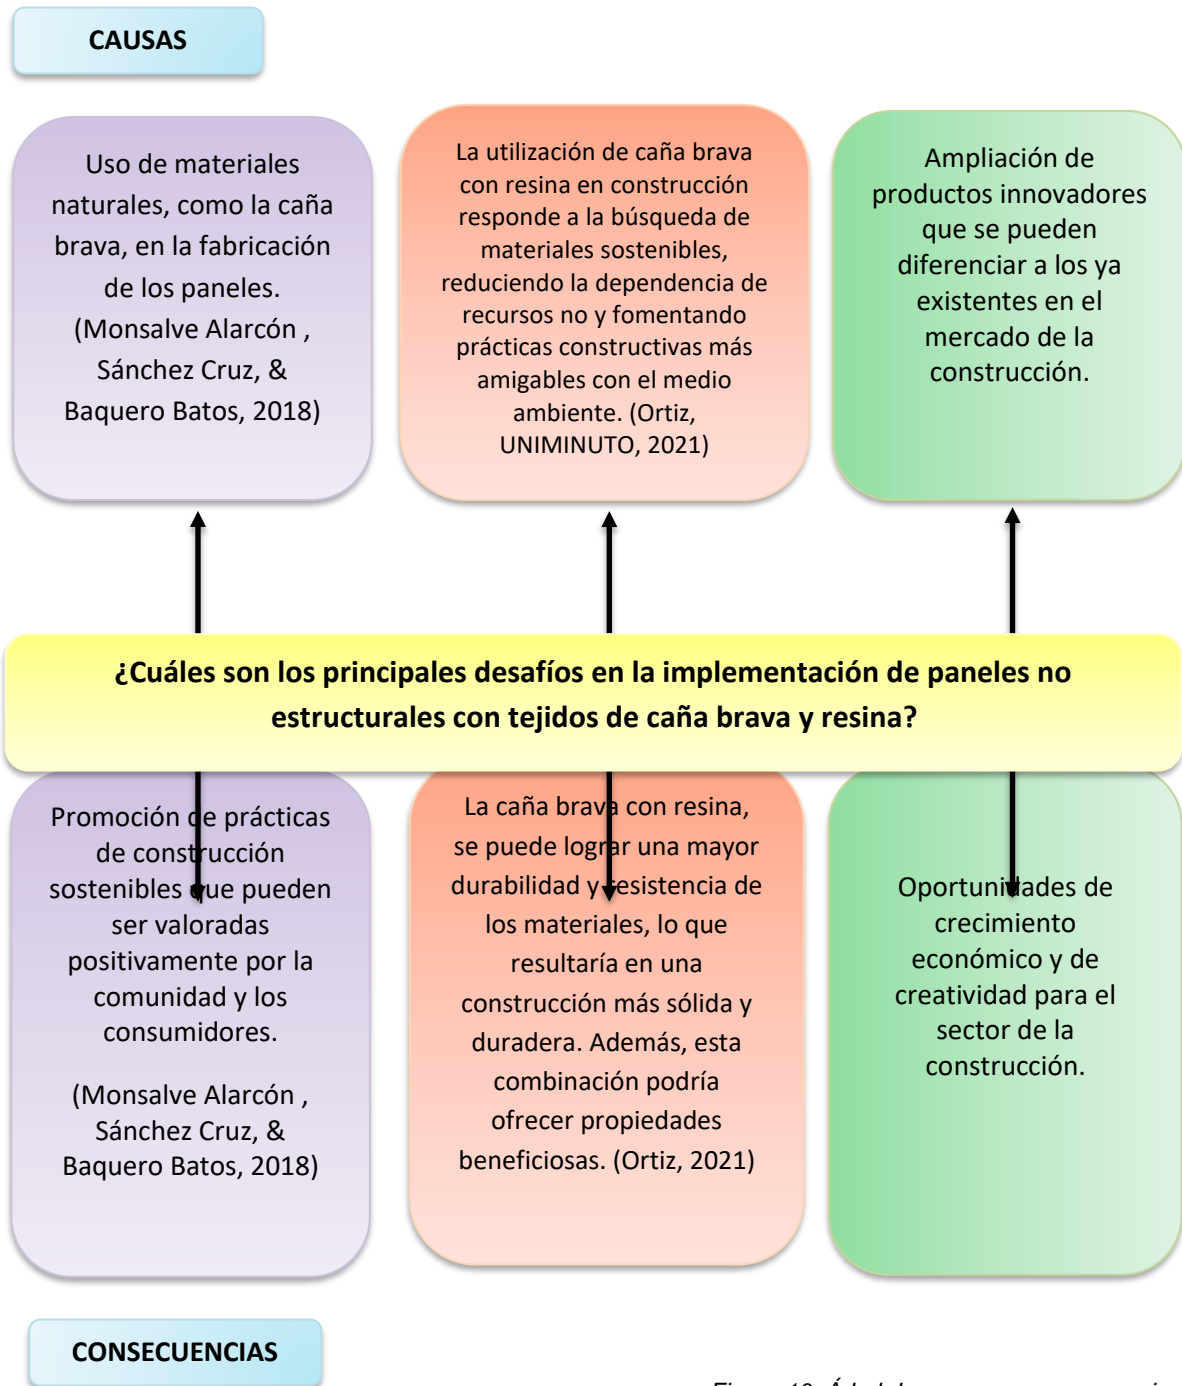 CAUSAS
Uso de materiales
naturales, como la caña
brava, en la fabricación
de los paneles.
(Monsalve Alarcón ,
Sánchez Cruz, &
Baquero Batos, 2018)
La utilización de caña brava
con resina en construcción
responde a la búsqueda de
materiales sostenibles,
reduciendo la dependencia de
recursos no y fomentando
prácticas constructivas más
amigables con el medio
ambiente. (Ortiz,
UNIMINUTO, 2021)
Ampliación de
productos innovadores
que se pueden
diferenciar a los ya
existentes en el
mercado de la
construcción.
¿Cuáles son los principales desafíos en la implementación de paneles no
estructurales con tejidos de caña brava y resina?
Promoción de prácticas
de construcción
sostenibles que pueden
ser valoradas
positivamente por la
comunidad y los
consumidores.
(Monsalve Alarcón ,
Sánchez Cruz, &
Baquero Batos, 2018)
La caña brava con resina,
se puede lograr una mayor
durabilidad y resistencia de
los materiales, lo que
resultaría en una
construcción más sólida y
duradera. Además, esta
combinación podría
ofrecer propiedades
beneficiosas. (Ortiz, 2021)
Oportunidades de
crecimiento
económico y de
creatividad para el
sector de la
construcción.
CONSECUENCIAS